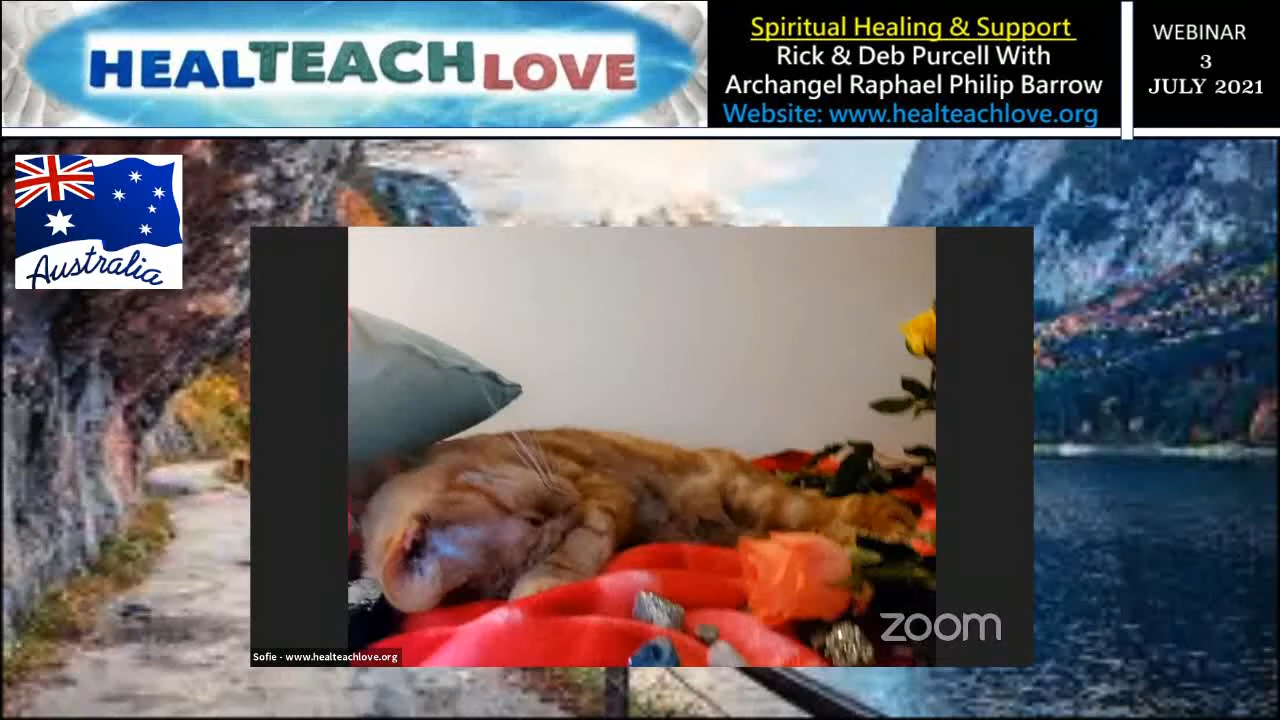 HEALTEACHLOVE
Spiritual Healing & Support
Rick & Deb Purcell With
Archangel Raphael Philip Barrow
Website: www.healteachlove.org
WEBINAR
3
JULY 2021
Australia
zoom
Sofie - www.healteachlove.org